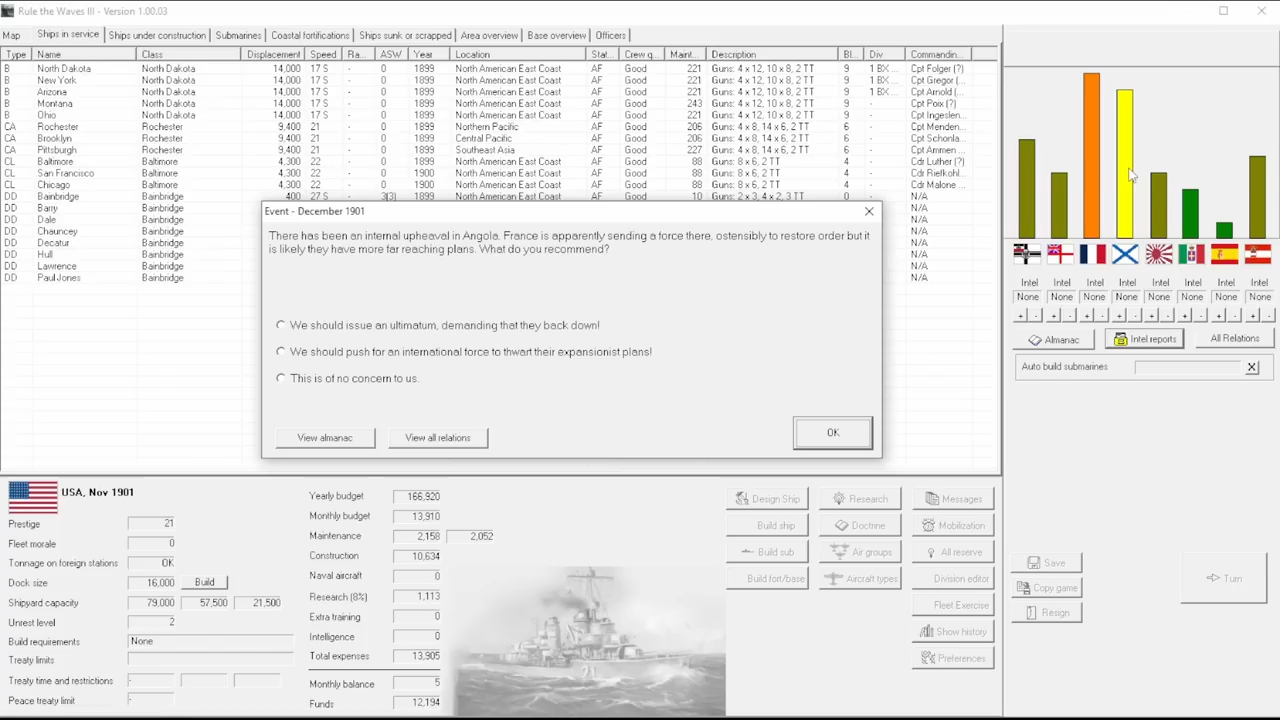 Rule the Waves III - Version 1.00.03
Map Ships in service Ships under construction Submarines Coastal fortifications Ships sunk or scrapped Area overview Base overview Officers
Type Name Class Displacement Speed Ra... ASW Year Location Stat... Crew q... Maint... Description Bl... Div Commandin...
B North Dakota North Dakota 14,000 17 S - 0 1899 North American East Coast AF Good 221 Guns: 4 x 12, 10 x 8, 2 TT 9 1 BX ... Cpt Folger (?)
B New York North Dakota 14,000 17 S - 0 1899 North American East Coast AF Good 221 Guns: 4 x 12, 10 x 8, 2 TT 9 1 BX ... Cpt Gregor (...
B Arizona North Dakota 14,000 17 S - 0 1899 North American East Coast AF Good 221 Guns: 4 x 12, 10 x 8, 2 TT 9 1 BX ... Cpt Arnold (...
B Montana North Dakota 14,000 17 S - 0 1899 North American East Coast AF Good 243 Guns: 4 x 12, 10 x 8, 2 TT 9 - Cpt Poix (?)
B Ohio North Dakota 14,000 17 S - 0 1899 North American East Coast AF Good 221 Guns: 4 x 12, 10 x 8, 2 TT 9 - Cpt Ingeslen...
CA Rochester Rochester 9,400 21 - 0 1899 Northern Pacific AF Good 206 Guns: 4 x 8, 14 x 6, 2 TT 6 - Cpt Menden...
CA Brooklyn Rochester 9,400 21 - 0 1899 Central Pacific AF Good 206 Guns: 4 x 8, 14 x 6, 2 TT 6 - Cpt Schonla...
CA Pittsburgh Rochester 9,400 21 - 0 1899 Southeast Asia AF Good 227 Guns: 4 x 8, 14 x 6, 2 TT 6 - Cpt Ammen ...
CL Baltimore Baltimore 4,300 22 - 0 1899 North American East Coast AF Good 88 Guns: 8 x 6, 2 TT 4 - Cdr Luther (?)
CL San Francisco Baltimore 4,300 22 - 0 1900 North American East Coast AF Good 88 Guns: 8 x 6, 2 TT 4 - Cdr Riefkohl...
CL Chicago Baltimore 4,300 22 - 0 1900 North American East Coast AF Good 88 Guns: 8 x 6, 2 TT 4 - Cdr Malone ...
DD Bainbridge Bainbridge 400 27 S - 3(3) 1899 North American East Coast AF Good 10 Guns: 2 x 3, 4 x 2, 3 TT 0 - N/A
DD Barry Bainbridge N/A
DD Dale Bainbridge N/A
DD Chauncey Bainbridge N/A
DD Decatur Bainbridge N/A
DD Hull Bainbridge N/A
DD Lawrence Bainbridge N/A
DD Paul Jones Bainbridge N/A
Event - December 1901
There has been an internal upheaval in Angola. France is apparently sending a force there, ostensibly to restore order but it
is likely they have more far reaching plans. What do you recommend?
We should issue an ultimatum, demanding that they back down!
We should push for an international force to thwart their expansionist plans!
This is of no concern to us.
View almanac View all relations OK
Intel Intel Intel Intel Intel Intel Intel Intel
None None None None None None None None
+ - + - + - + - + - + - + - + -
Almanac Intel reports All Relations
Auto build submarines X
USA, Nov 1901
Prestige 21
Fleet morale 0
Tonnage on foreign stations OK
Dock size 16,000 Build
Shipyard capacity 79,000 57,500 21,500
Unrest level 2
Build requirements None
Treaty limits
Treaty time and restrictions - - -
Peace treaty limit -
Yearly budget 166,920
Monthly budget 13,910
Maintenance 2,158 2,052
Construction 10,634
Naval aircraft 0
Research (8%) 1,113
Extra training 0
Intelligence 0
Total expenses 13,905
Monthly balance 5
Funds 12,194
Design Ship Research Messages
Build ship Doctrine Mobilization
Build sub Air groups All reserve
Build fort/base Aircraft types Division editor
Fleet Exercise
Show history
Preferences
Save
Copy game
Resign
Turn